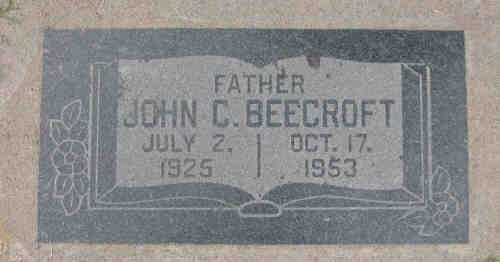 FATHER
JOHN C. BEECROFT
JULY 2, OCT. 17,
1925 1953